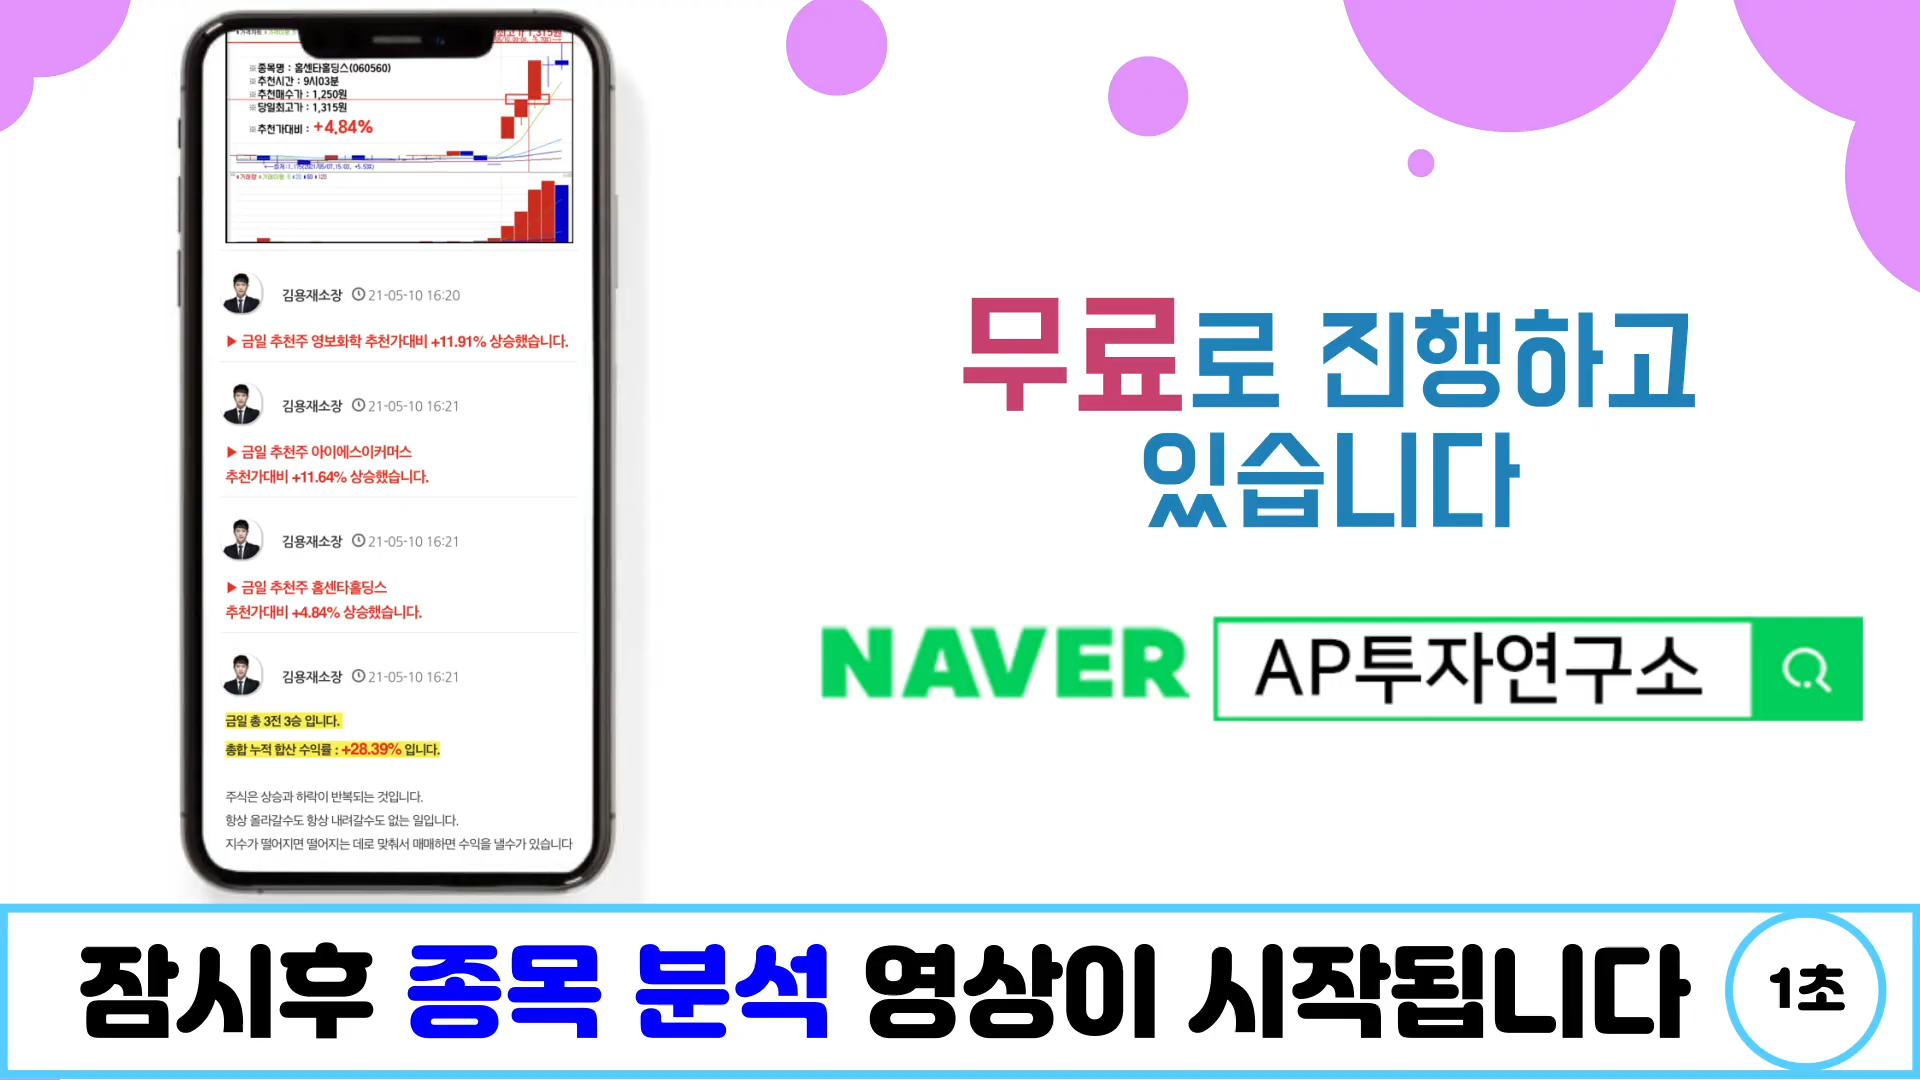 ※종목명 : 홈센타홀딩스(060560)
※추천시간 : 9시03분
※추천매수가 : 1,250원
※당일최고가 : 1,315원
※추천가대비 : +4.84%
김용재소장 21-05-10 16:20
▶ 금일 추천주 영보화학 추천가대비 +11.91% 상승했습니다.
김용재소장 21-05-10 16:21
▶ 금일 추천주 아이에스이커머스
추천가대비 +11.64% 상승했습니다.
김용재소장 21-05-10 16:21
▶ 금일 추천주 홈센타홀딩스
추천가대비 +4.84% 상승했습니다.
김용재소장 21-05-10 16:21
금일 총 3전 3승 입니다.
총합 누적 합산 수익률 : +28.39% 입니다.
주식은 상승과 하락이 반복되는 것입니다.
항상 올라갈수도 항상 내려갈수도 없는 일입니다.
지수가 떨어지면 떨어지는 데로 맞춰서 매매하면 수익을 낼수가 있습니다
무료로 진행하고
있습니다
NAVER AP투자연구소
잠시후 종목 분석 영상이 시작됩니다
1초